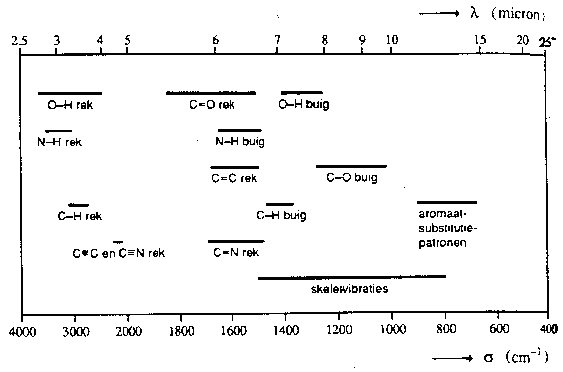 → λ (micron)
2.5 3 4 5 6 7 8 9 10 15 20 25
O–H rek C=O rek O–H buig
N–H rek N–H buig
C=C rek C–O buig
C–H rek C–H buig aromaat-
substitutie-
patronen
C≡C en C≡N rek C=N rek
skeletvibraties
4000 3000 2000 1800 1600 1400 1200 1000 800 600 400
→ σ (cm⁻¹)